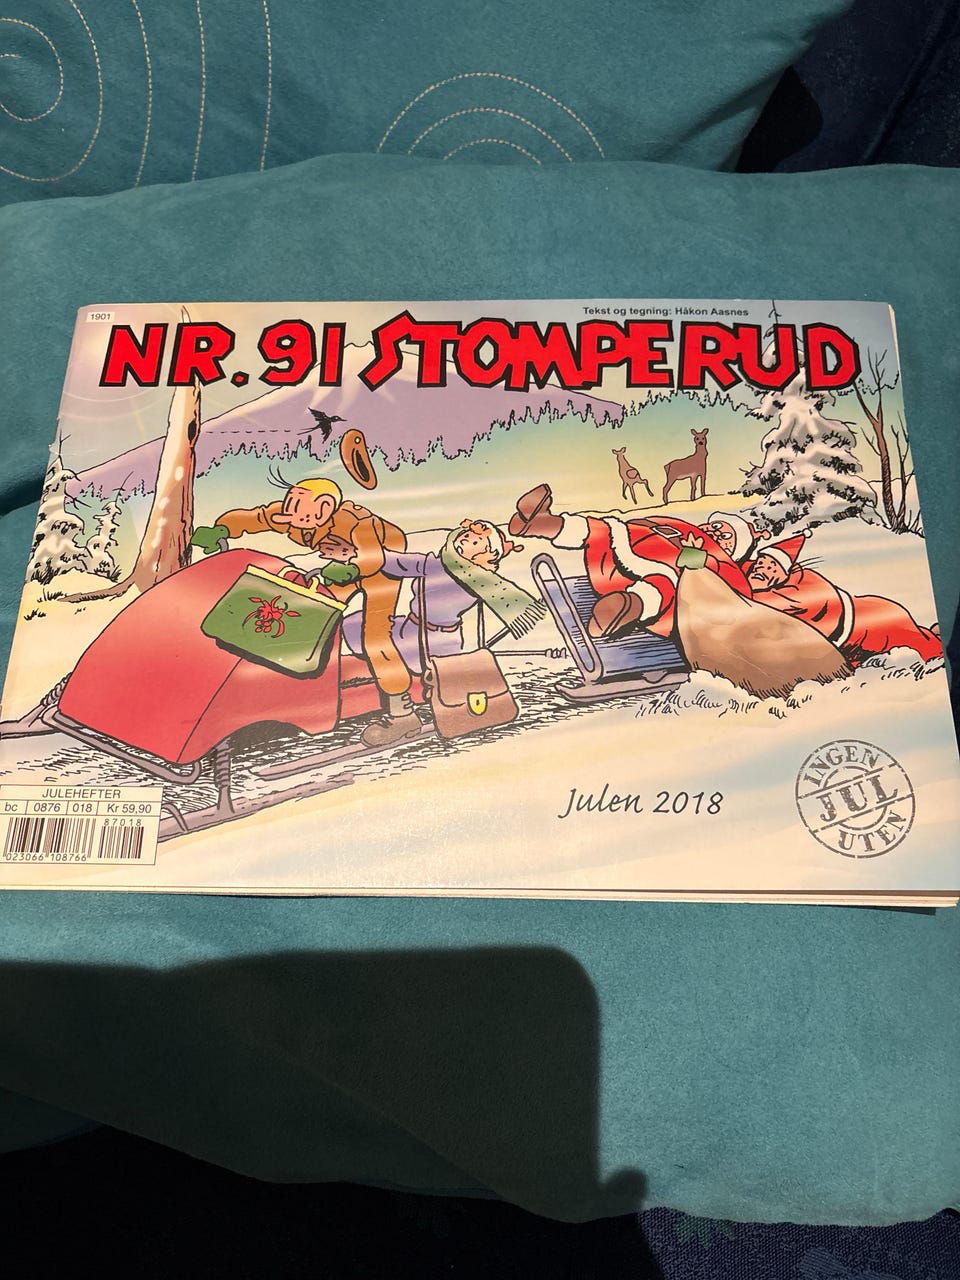 1901
Tekst og tegning: Håkon Aasnes
NR. 91 STOMPERUD
Julen 2018
INGEN
JUL
UTEN
JULEHEFTER
bc 0876 018 Kr 59,90
87018
023066 108766